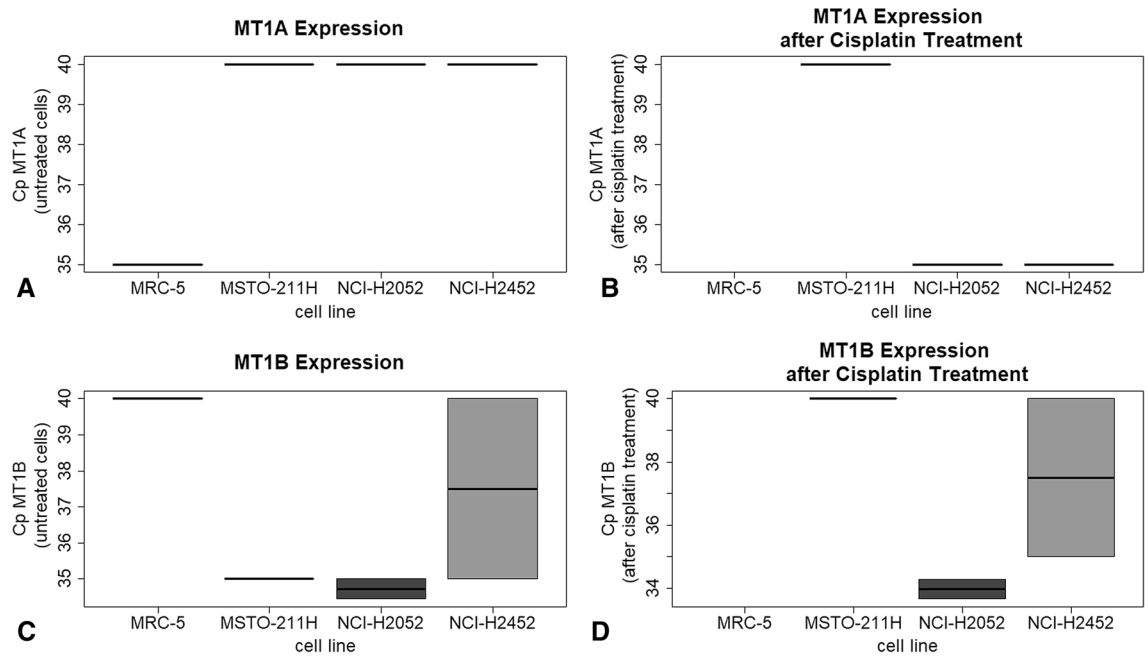 MT1A Expression
Cp MT1A
(untreated cells)
40
39
38
37
36
35
MRC-5 MSTO-211H NCI-H2052 NCI-H2452
cell line
A
MT1A Expression
after Cisplatin Treatment
Cp MT1A
(after cisplatin treatment)
40
39
38
37
36
35
MRC-5 MSTO-211H NCI-H2052 NCI-H2452
cell line
B
MT1B Expression
Cp MT1B
(untreated cells)
40
39
38
37
36
35
MRC-5 MSTO-211H NCI-H2052 NCI-H2452
cell line
C
MT1B Expression
after Cisplatin Treatment
Cp MT1B
(after cisplatin treatment)
40
38
36
34
MRC-5 MSTO-211H NCI-H2052 NCI-H2452
cell line
D